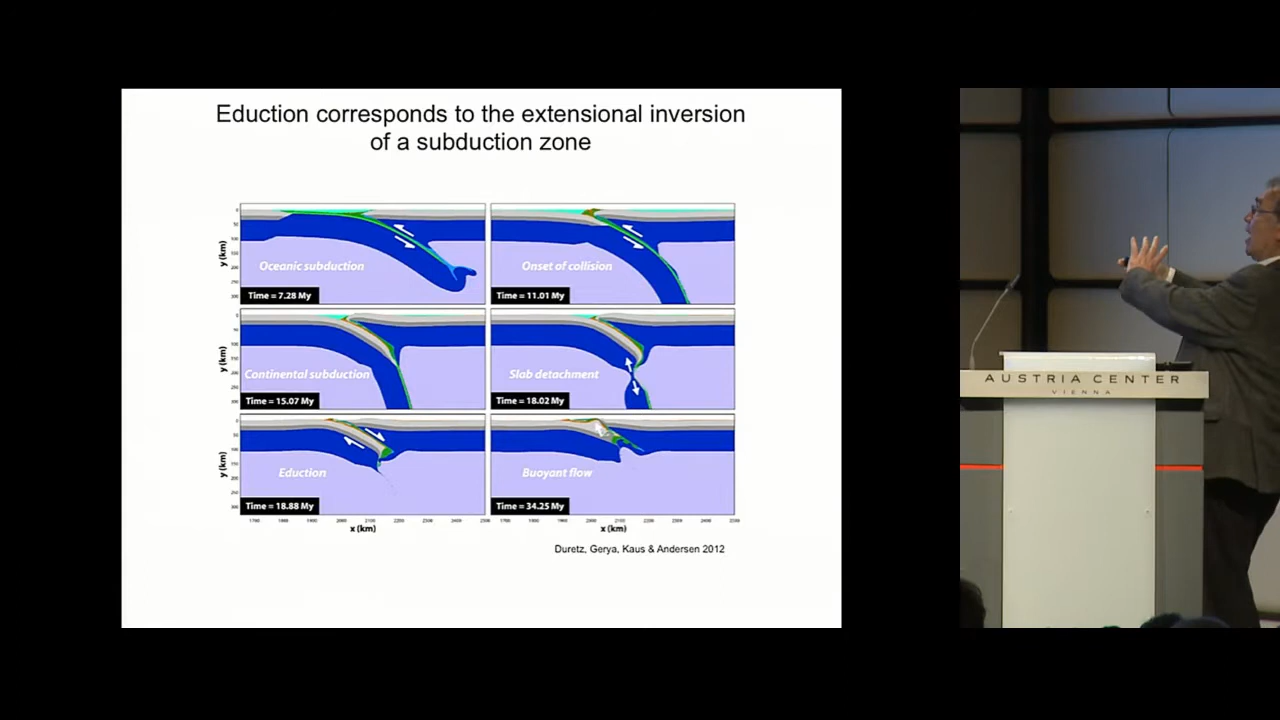 Eduction corresponds to the extensional inversion
of a subduction zone
Oceanic subduction
Time = 7.28 My
Onset of collision
Time = 11.01 My
Continental subduction
Time = 15.07 My
Slab detachment
Time = 18.02 My
Eduction
Time = 18.88 My
Buoyant flow
Time = 34.25 My
y (km)
y (km)
y (km)
x (km)
x (km)
Duretz, Gerya, Kaus & Andersen 2012
AUSTRIA CENTER
VIENNA